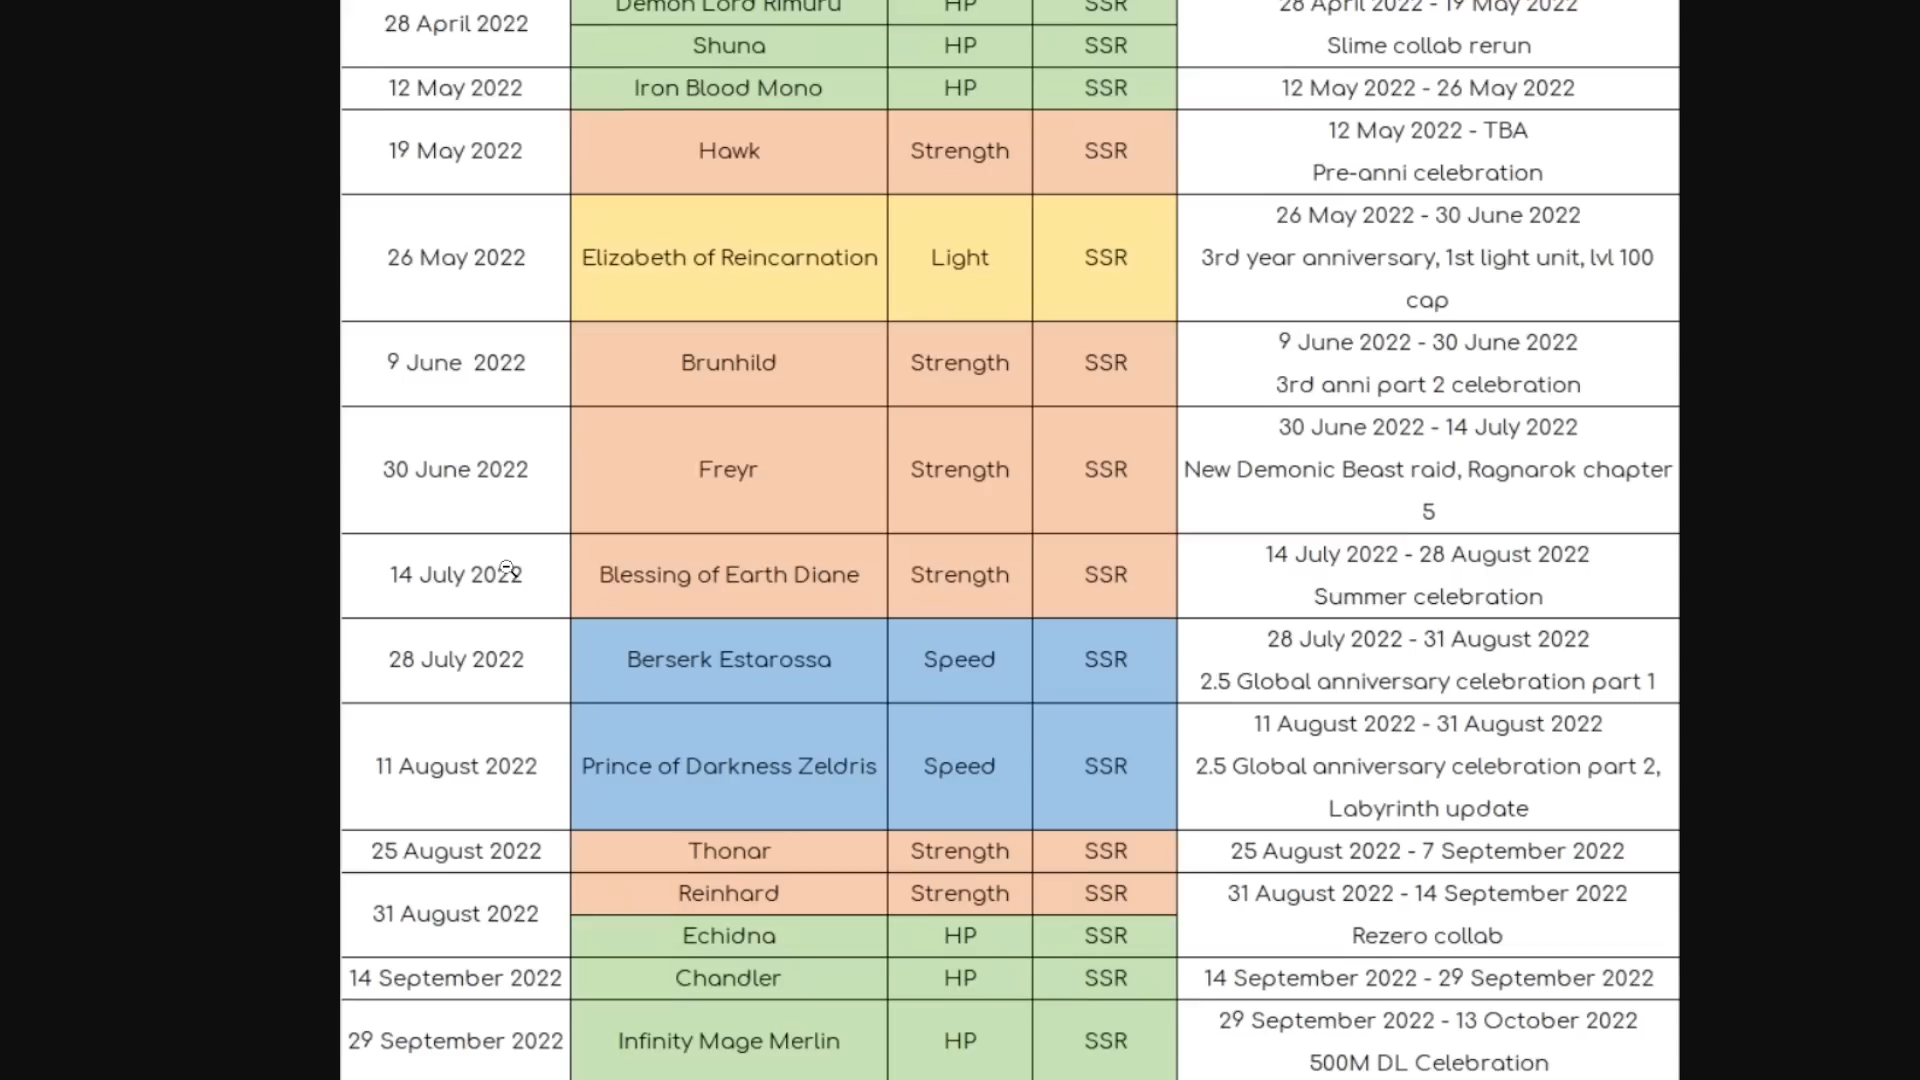 28 April 2022
Demon Lord Rimuru HP SSR 28 April 2022 - 19 May 2022
Shuna HP SSR Slime collab rerun
12 May 2022 Iron Blood Mono HP SSR 12 May 2022 - 26 May 2022
19 May 2022 Hawk Strength SSR 12 May 2022 - TBA
Pre-anni celebration
26 May 2022 Elizabeth of Reincarnation Light SSR 26 May 2022 - 30 June 2022
3rd year anniversary, 1st light unit, lvl 100
cap
9 June 2022 Brunhild Strength SSR 9 June 2022 - 30 June 2022
3rd anni part 2 celebration
30 June 2022 Freyr Strength SSR 30 June 2022 - 14 July 2022
New Demonic Beast raid, Ragnarok chapter
5
14 July 2022 Blessing of Earth Diane Strength SSR 14 July 2022 - 28 August 2022
Summer celebration
28 July 2022 Berserk Estarossa Speed SSR 28 July 2022 - 31 August 2022
2.5 Global anniversary celebration part 1
11 August 2022 Prince of Darkness Zeldris Speed SSR 11 August 2022 - 31 August 2022
2.5 Global anniversary celebration part 2,
Labyrinth update
25 August 2022 Thonar Strength SSR 25 August 2022 - 7 September 2022
31 August 2022 Reinhard Strength SSR 31 August 2022 - 14 September 2022
Echidna HP SSR Rezero collab
14 September 2022 Chandler HP SSR 14 September 2022 - 29 September 2022
29 September 2022 Infinity Mage Merlin HP SSR 29 September 2022 - 13 October 2022
500M DL Celebration